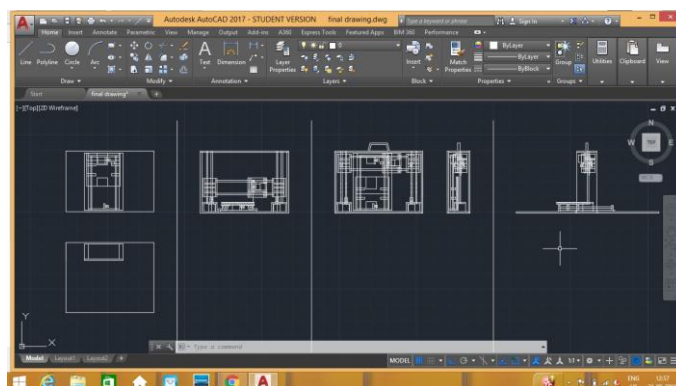 Autodesk AutoCAD 2017 - STUDENT VERSION final drawing.dwg
Type a keyword or phrase
Sign In
Home Insert Annotate Parametric View Manage Output Add-ins A360 Express Tools Featured Apps BIM 360 Performance
Line Polyline Circle Arc
Text Dimension
Layer Properties
Insert
Match Properties
ByLayer
ByLayer
ByBlock
Group
Utilities Clipboard View
Draw Modify Annotation Layers Block Properties Groups
Start final drawing*
[-][Top][2D Wireframe]
N
W TOP E
S
Y
X
Type a command
Model Layout1 Layout2 +
MODEL
1:1
ENG 13:57